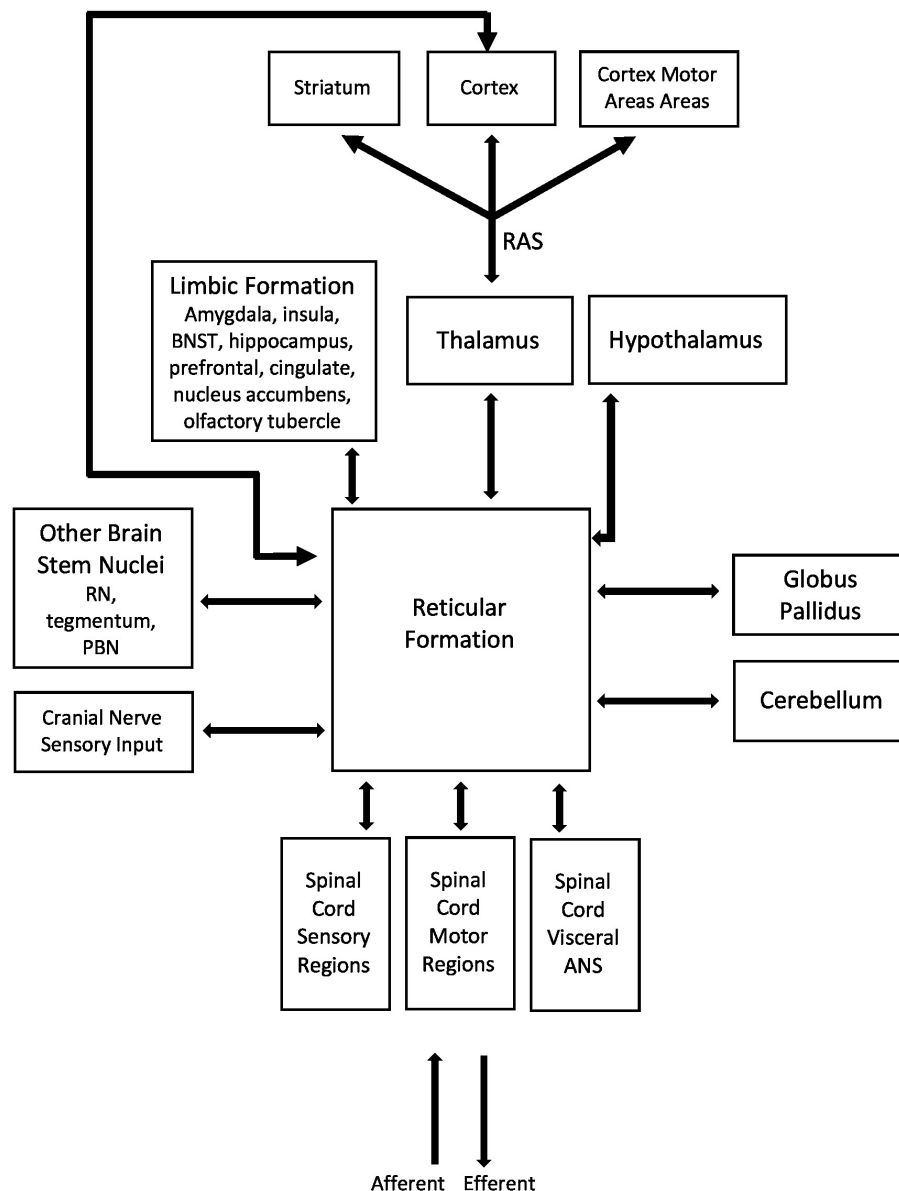 Striatum
Cortex
Cortex Motor
Areas Areas
RAS
Limbic Formation
Amygdala, insula,
BNST, hippocampus,
prefrontal, cingulate,
nucleus accumbens,
olfactory tubercle
Thalamus
Hypothalamus
Other Brain
Stem Nuclei
RN,
tegmentum,
PBN
Reticular
Formation
Globus
Pallidus
Cranial Nerve
Sensory Input
Cerebellum
Spinal
Cord
Sensory
Regions
Spinal
Cord
Motor
Regions
Spinal
Cord
Visceral
ANS
Afferent
Efferent